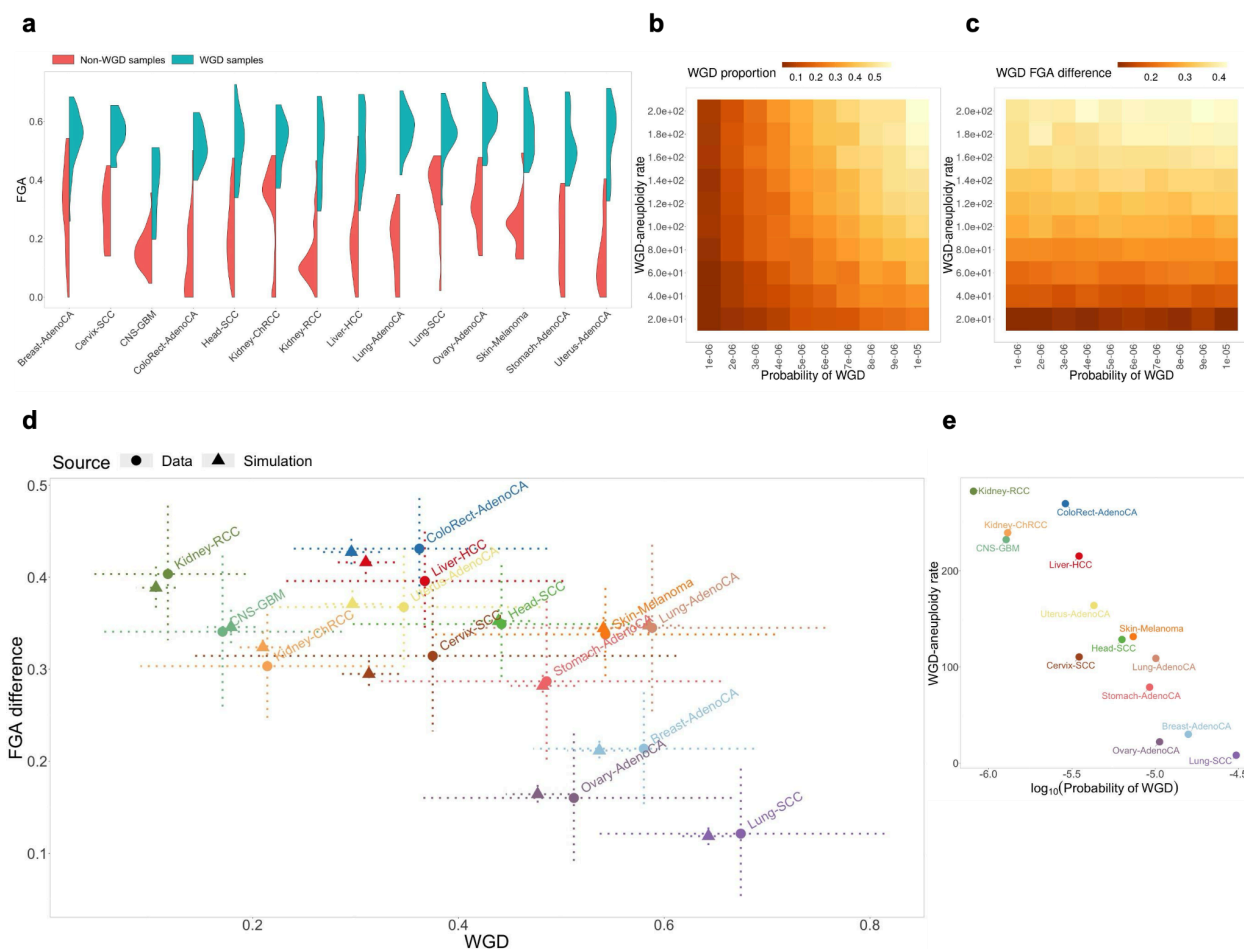 a
Non-WGD samples WGD samples
FGA
0.6
0.4
0.2
0.0
Breast-AdenoCA
Cervix-SCC
CNS-GBM
ColoRect-AdenoCA
Head-SCC
Kidney-ChRCC
Kidney-RCC
Liver-HCC
Lung-AdenoCA
Lung-SCC
Ovary-AdenoCA
Skin-Melanoma
Stomach-AdenoCA
Uterus-AdenoCA
b
WGD proportion
0.1 0.2 0.3 0.4 0.5
WGD-aneuploidy rate
2.0e+02
1.8e+02
1.6e+02
1.4e+02
1.2e+02
1.0e+02
8.0e+01
6.0e+01
4.0e+01
2.0e+01
1e-06
2e-06
3e-06
4e-06
5e-06
6e-06
7e-06
8e-06
9e-06
1e-05
Probability of WGD
c
WGD FGA difference
0.2 0.3 0.4
WGD-aneuploidy rate
2.0e+02
1.8e+02
1.6e+02
1.4e+02
1.2e+02
1.0e+02
8.0e+01
6.0e+01
4.0e+01
2.0e+01
1e-06
2e-06
3e-06
4e-06
5e-06
6e-06
7e-06
8e-06
9e-06
1e-05
Probability of WGD
d
Source Data Simulation
FGA difference
0.5
0.4
0.3
0.2
0.1
Kidney-RCC
ColoRect-AdenoCA
Liver-HCC
Uterus-AdenoCA
CNS-GBM
Kidney-ChRCC
Cervix-SCC
Head-SCC
Skin-Melanoma
Lung-AdenoCA
Stomach-AdenoCA
Breast-AdenoCA
Ovary-AdenoCA
Lung-SCC
0.2 0.4 0.6 0.8
WGD
e
WGD-aneuploidy rate
200
100
0
Kidney-RCC
ColoRect-AdenoCA
Kidney-ChRCC
CNS-GBM
Liver-HCC
Uterus-AdenoCA
Skin-Melanoma
Head-SCC
Cervix-SCC
Lung-AdenoCA
Stomach-AdenoCA
Breast-AdenoCA
Ovary-AdenoCA
Lung-SCC
-6.0 -5.5 -5.0 -4.5
log₁₀(Probability of WGD)